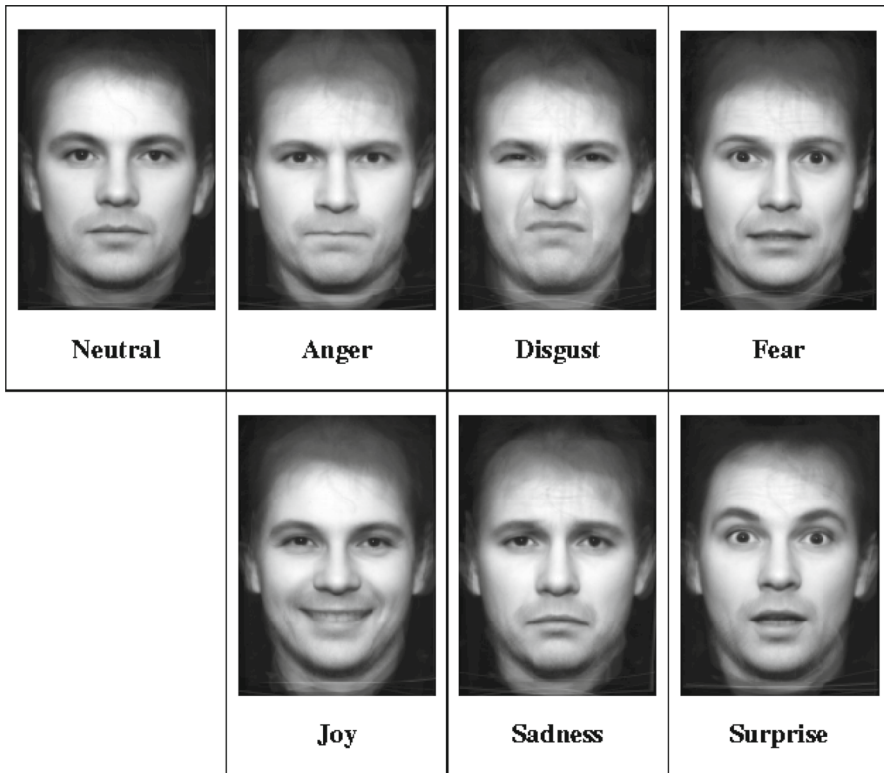 Neutral
Anger
Disgust
Fear
Joy
Sadness
Surprise